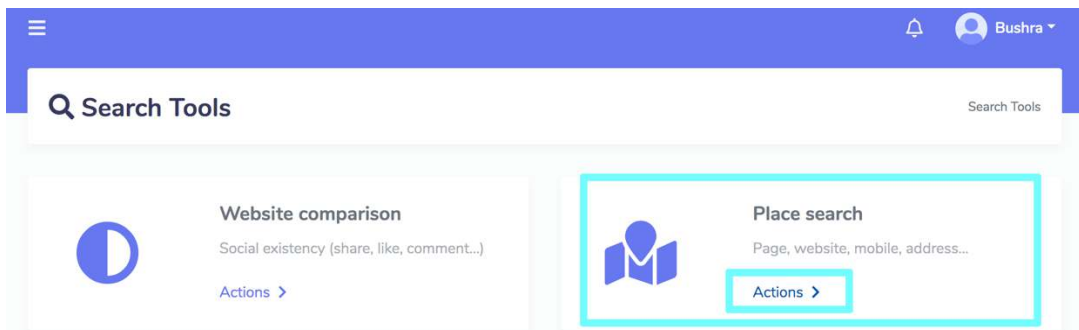 Bushra
Search Tools
Search Tools
Website comparison
Social existency (share, like, comment...)
Actions
Place search
Page, website, mobile, address...
Actions